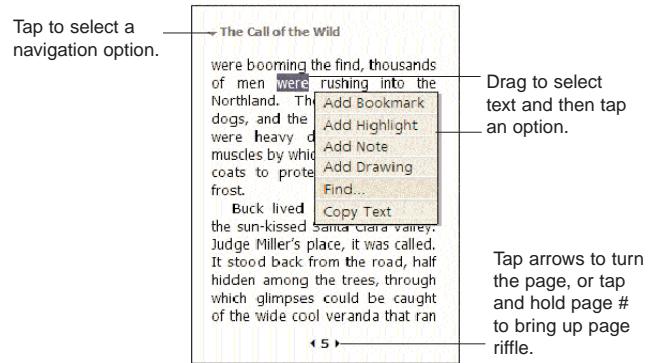 Tap to select a
navigation option.
The Call of the Wild
were booming the find, thousands
of men were rushing into the
Northland. The
dogs, and the
were heavy d
muscles by whic
coats to prote
frost.
Add Bookmark
Add Highlight
Add Note
Add Drawing
Find...
Copy Text
Buck lived
the sun-kissed Santa Clara valley.
Judge Miller's place, it was called.
It stood back from the road, half
hidden among the trees, through
which glimpses could be caught
of the wide cool veranda that ran
5
Drag to select
text and then tap
an option.
Tap arrows to turn
the page, or tap
and hold page #
to bring up page
riffle.